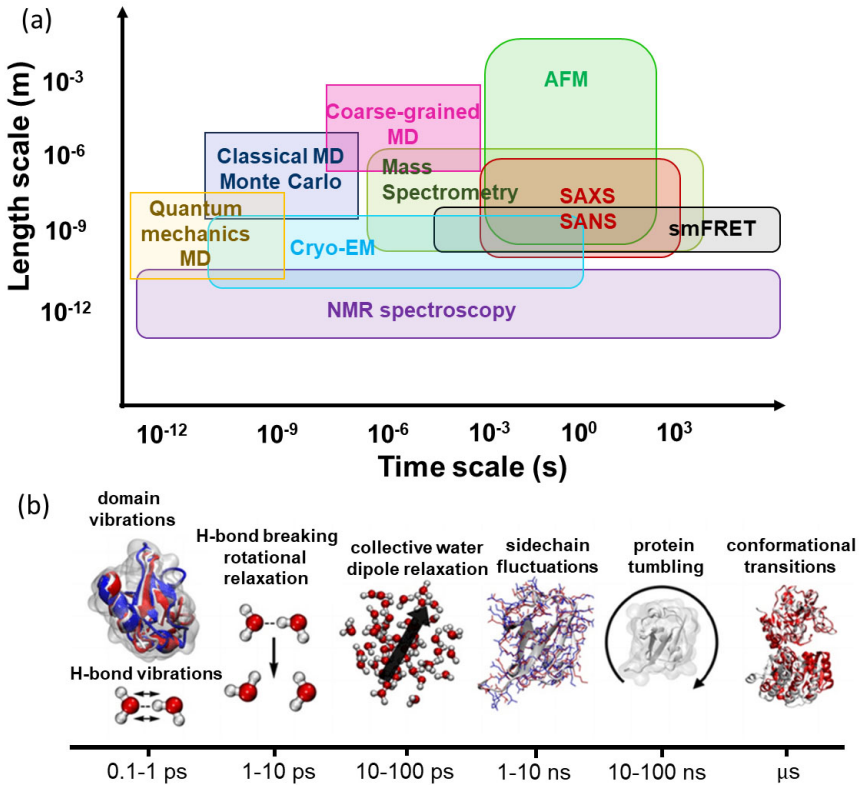 (a)
Length scale (m)
10⁻³
10⁻⁶
10⁻⁹
10⁻¹²
AFM
Coarse-grained
MD
Classical MD
Monte Carlo
Mass
Spectrometry
Quantum
mechanics
MD
SAXS
SANS
smFRET
Cryo-EM
NMR spectroscopy
10⁻¹² 10⁻⁹ 10⁻⁶ 10⁻³ 10⁰ 10³
Time scale (s)
(b)
domain
vibrations
H-bond vibrations
H-bond breaking
rotational
relaxation
collective water
dipole relaxation
sidechain
fluctuations
protein
tumbling
conformational
transitions
0.1-1 ps 1-10 ps 10-100 ps 1-10 ns 10-100 ns μs